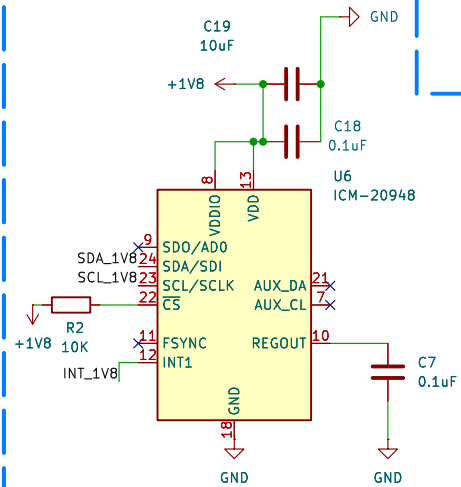 C19
10uF
GND
+1V8
C18
0.1uF
U6
ICM-20948
8
13
VDDIO
VDD
9
SDO/AD0
SDA_1V8
24
SDA/SDI
SCL_1V8
23
SCL/SCLK
22
CS
R2
10K
+1V8
11
FSYNC
12
INT1
INT_1V8
AUX_DA
21
AUX_CL
7
REGOUT
10
C7
0.1uF
GND
18
GND
GND